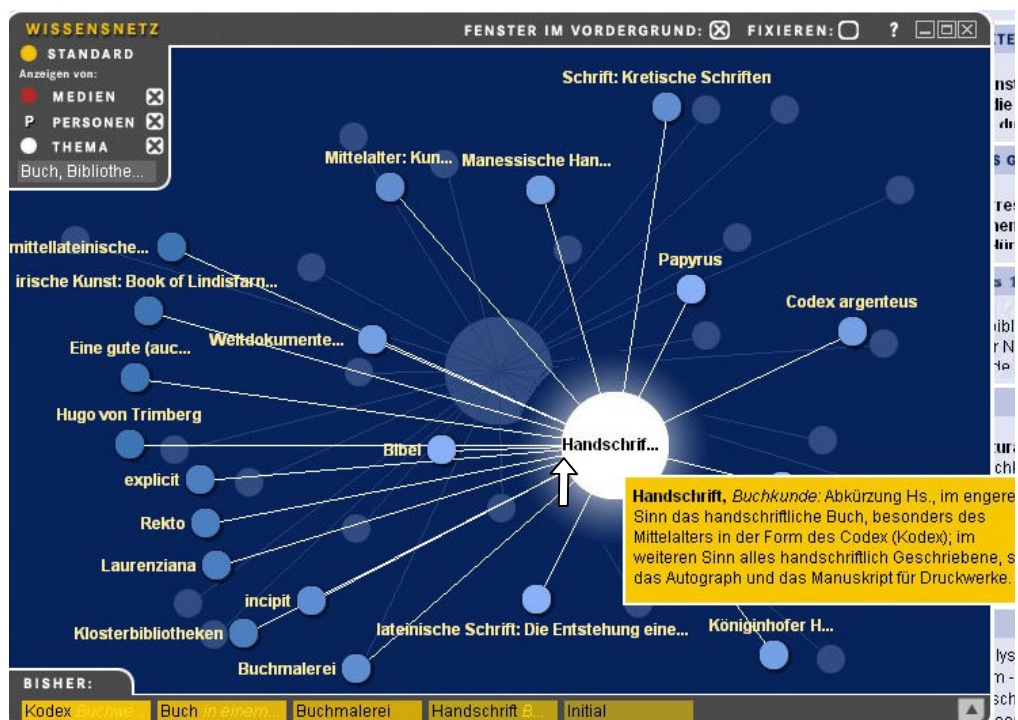 WISSENSNETZ
FENSTER IM VORDERGRUND: FIXIEREN: ?
STANDARD
Anzeigen von:
MEDIEN
P PERSONEN
THEMA
Buch, Bibliothe...
Schrift: Kretische Schriften
Mittelalter: Kun...
Manessische Han...
mittellateinische...
Papyrus
irische Kunst: Book of Lindisfarn...
Codex argenteus
Weltdokumente...
Eine gute (auc...
Hugo von Trimberg
Bibel
Handschrif...
explicit
Handschrift, Buchkunde: Abkürzung Hs., im engere
Sinn das handschriftliche Buch, besonders des
Mittelalters in der Form des Codex (Kodex); im
weiteren Sinn alles handschriftlich Geschriebene, s
das Autograph und das Manuskript für Druckwerke.
Rekto
Laurenziana
incipit
Klosterbibliotheken
lateinische Schrift: Die Entstehung eine...
Königinhofer H...
Buchmalerei
BISHER:
Kodex Buchwe...
Buch in einem...
Buchmalerei
Handschrift B...
Initial